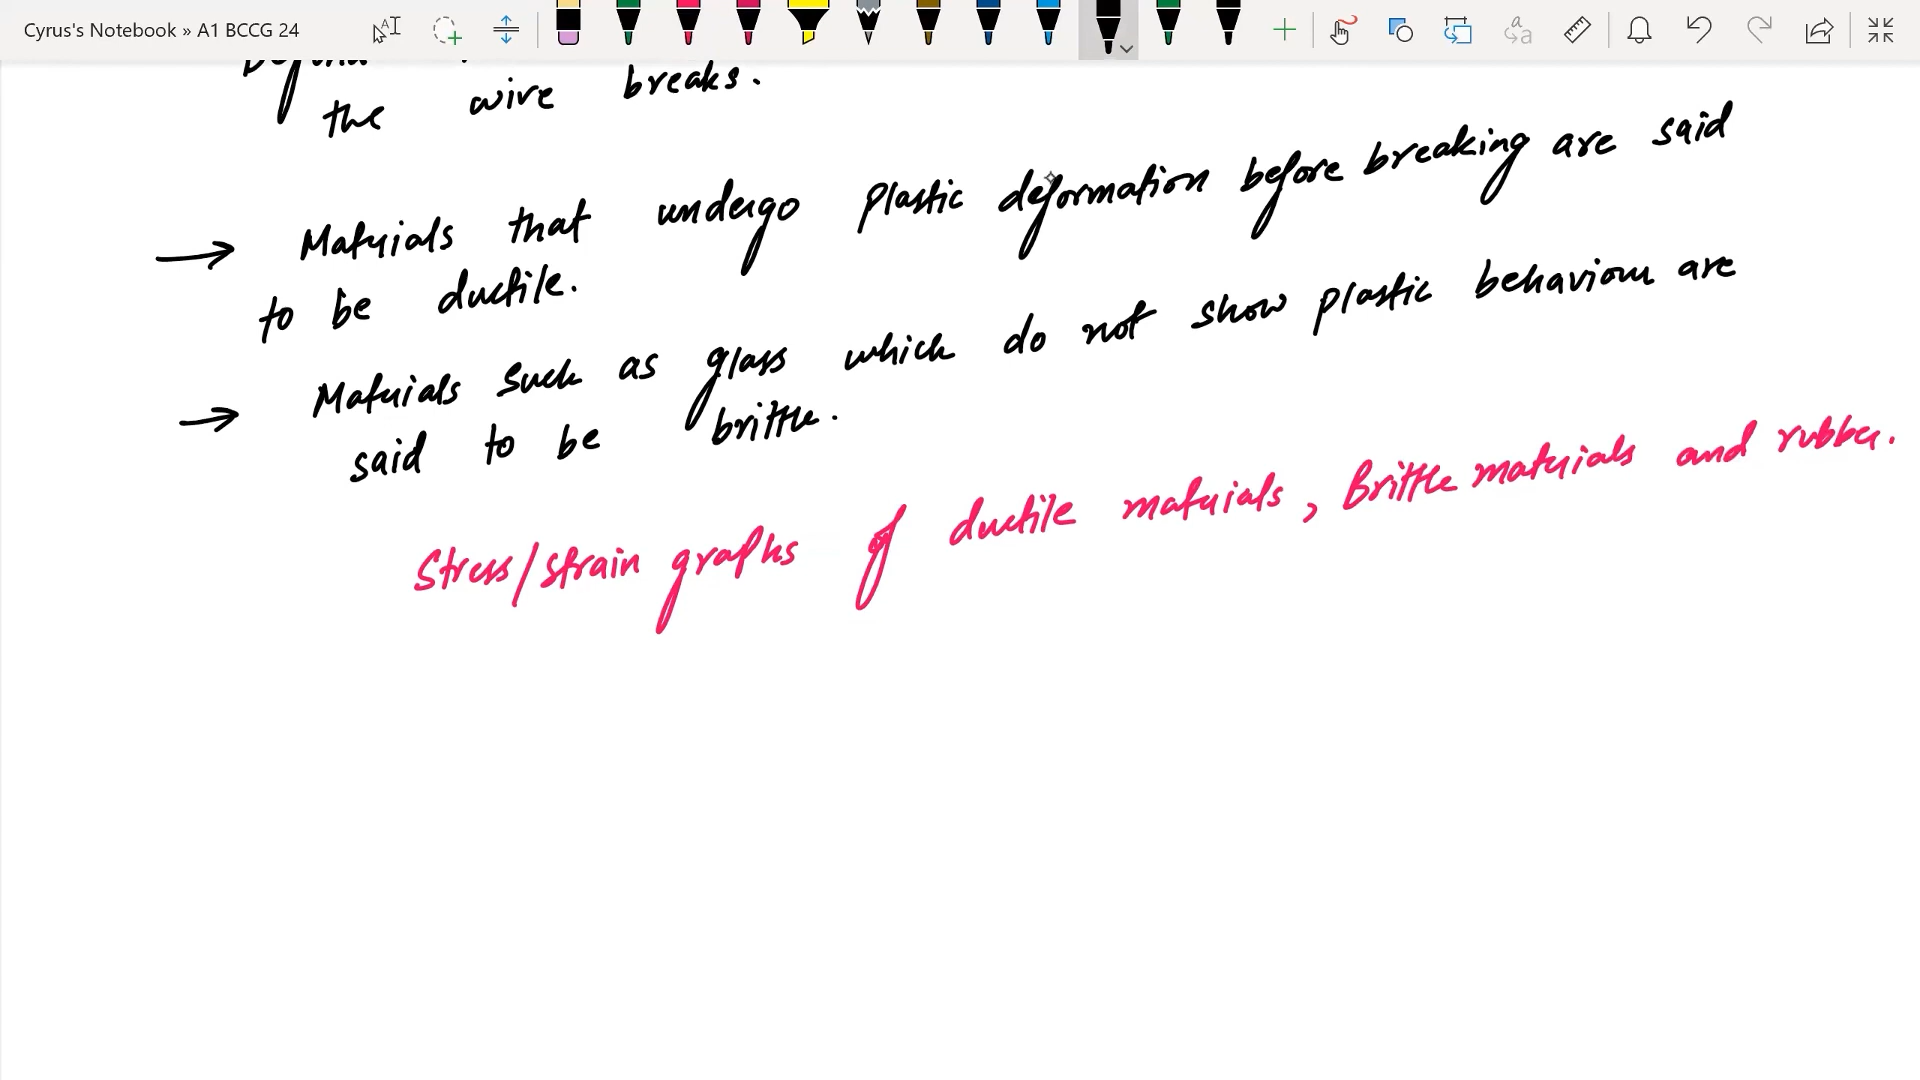 Cyrus's Notebook » A1 BCCG 24
the wire breaks.
→ Materials that undergo plastic deformation before breaking are said
to be ductile.
→ Materials such as glass which do not show plastic behaviour are
said to be brittle.
Stress/strain graphs of ductile materials, Brittle materials and rubber.